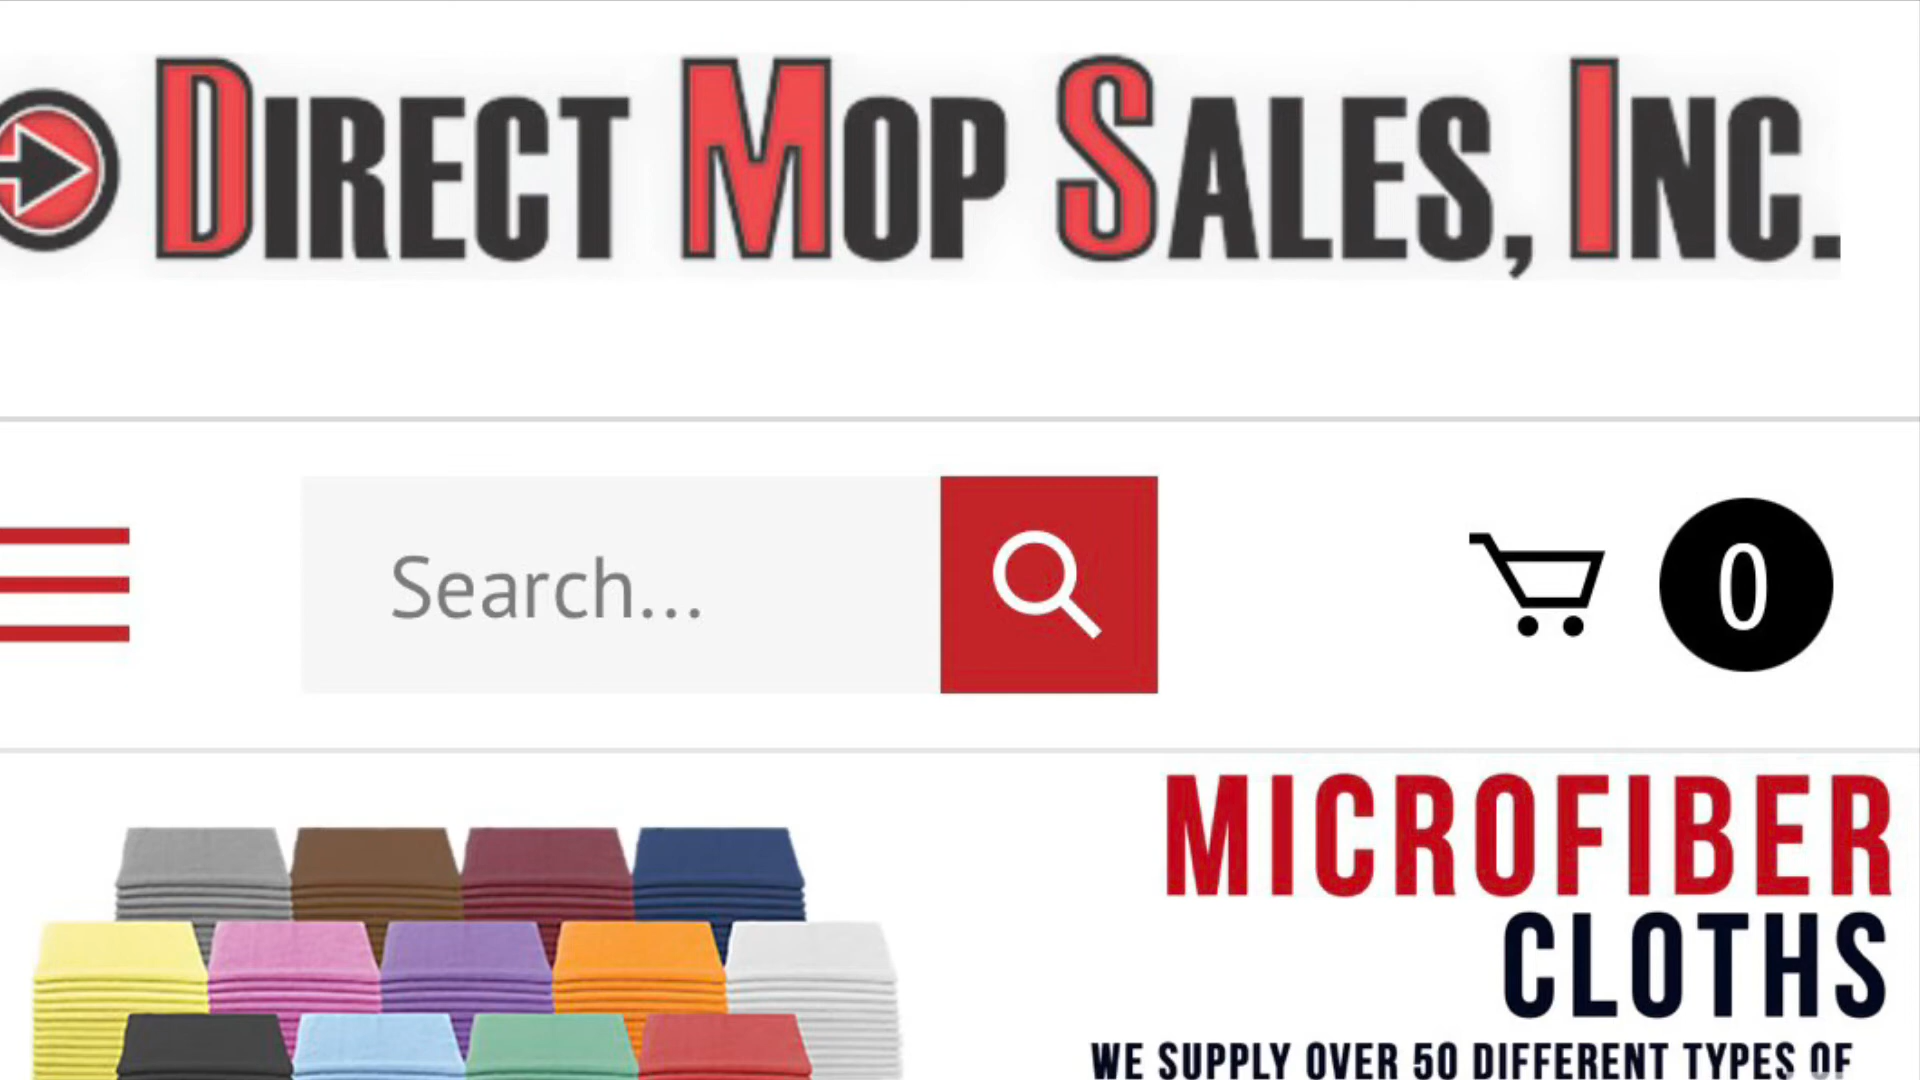 DIRECT MOP SALES, INC.
Search...
0
MICROFIBER
CLOTHS
WE SUPPLY OVER 50 DIFFERENT TYPES OF